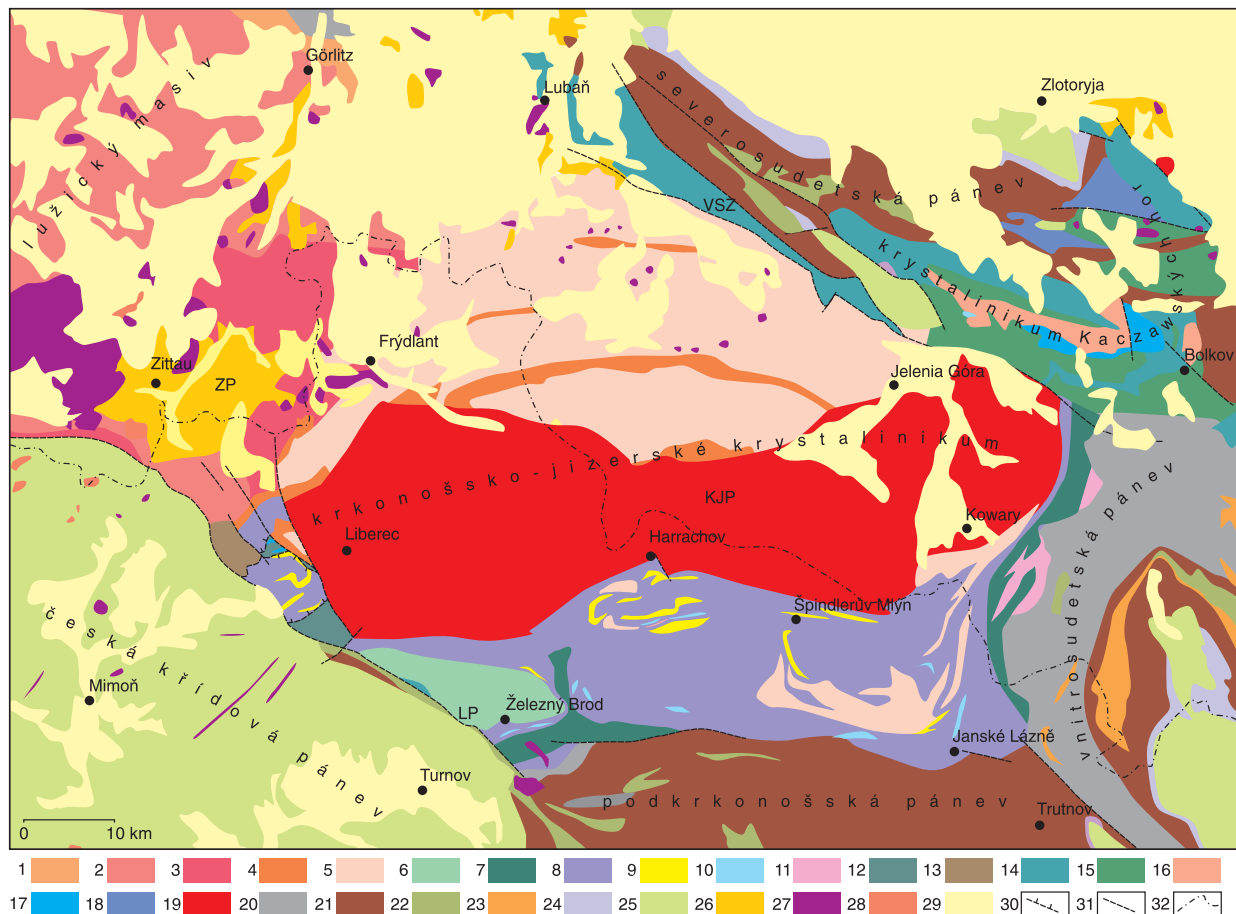 Görlitz
lužický masiv
Lubaň
Zlotoryja
severosudetská pánev
VSZ
krystalinikum Kaczawských hor
Frýdlant
Zittau
ZP
Jelenia Góra
Bolkov
krkonošsko-jizerské krystalinikum
KJP
Liberec
Harrachov
Kowary
vnitrosudetská pánev
Špindlerův Mlýn
česká křídová pánev
Mimoň
LP
Železný Brod
Janské Lázně
Turnov
podkrkonošská pánev
Trutnov
0 10 km
1 2 3 4 5 6 7 8 9 10 11 12 13 14 15 16
17 18 19 20 21 22 23 24 25 26 27 28 29 30 31 32